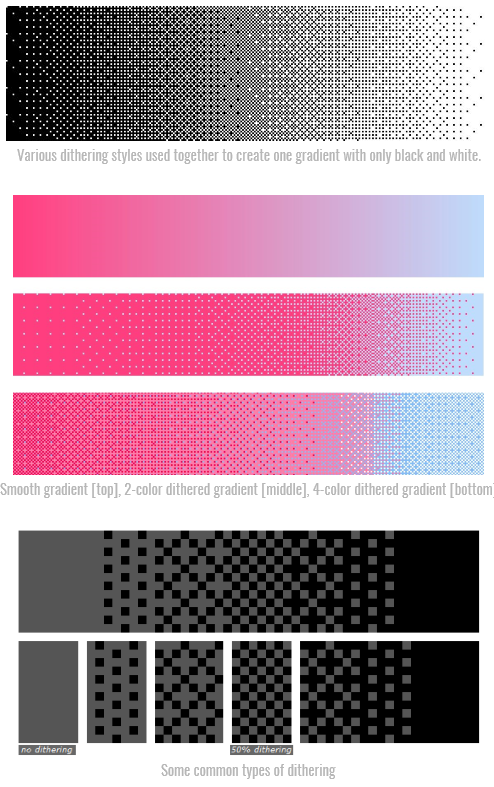 Various dithering styles used together to create one gradient with only black and white.
Smooth gradient [top], 2-color dithered gradient [middle], 4-color dithered gradient [bottom]
no dithering
50% dithering
Some common types of dithering